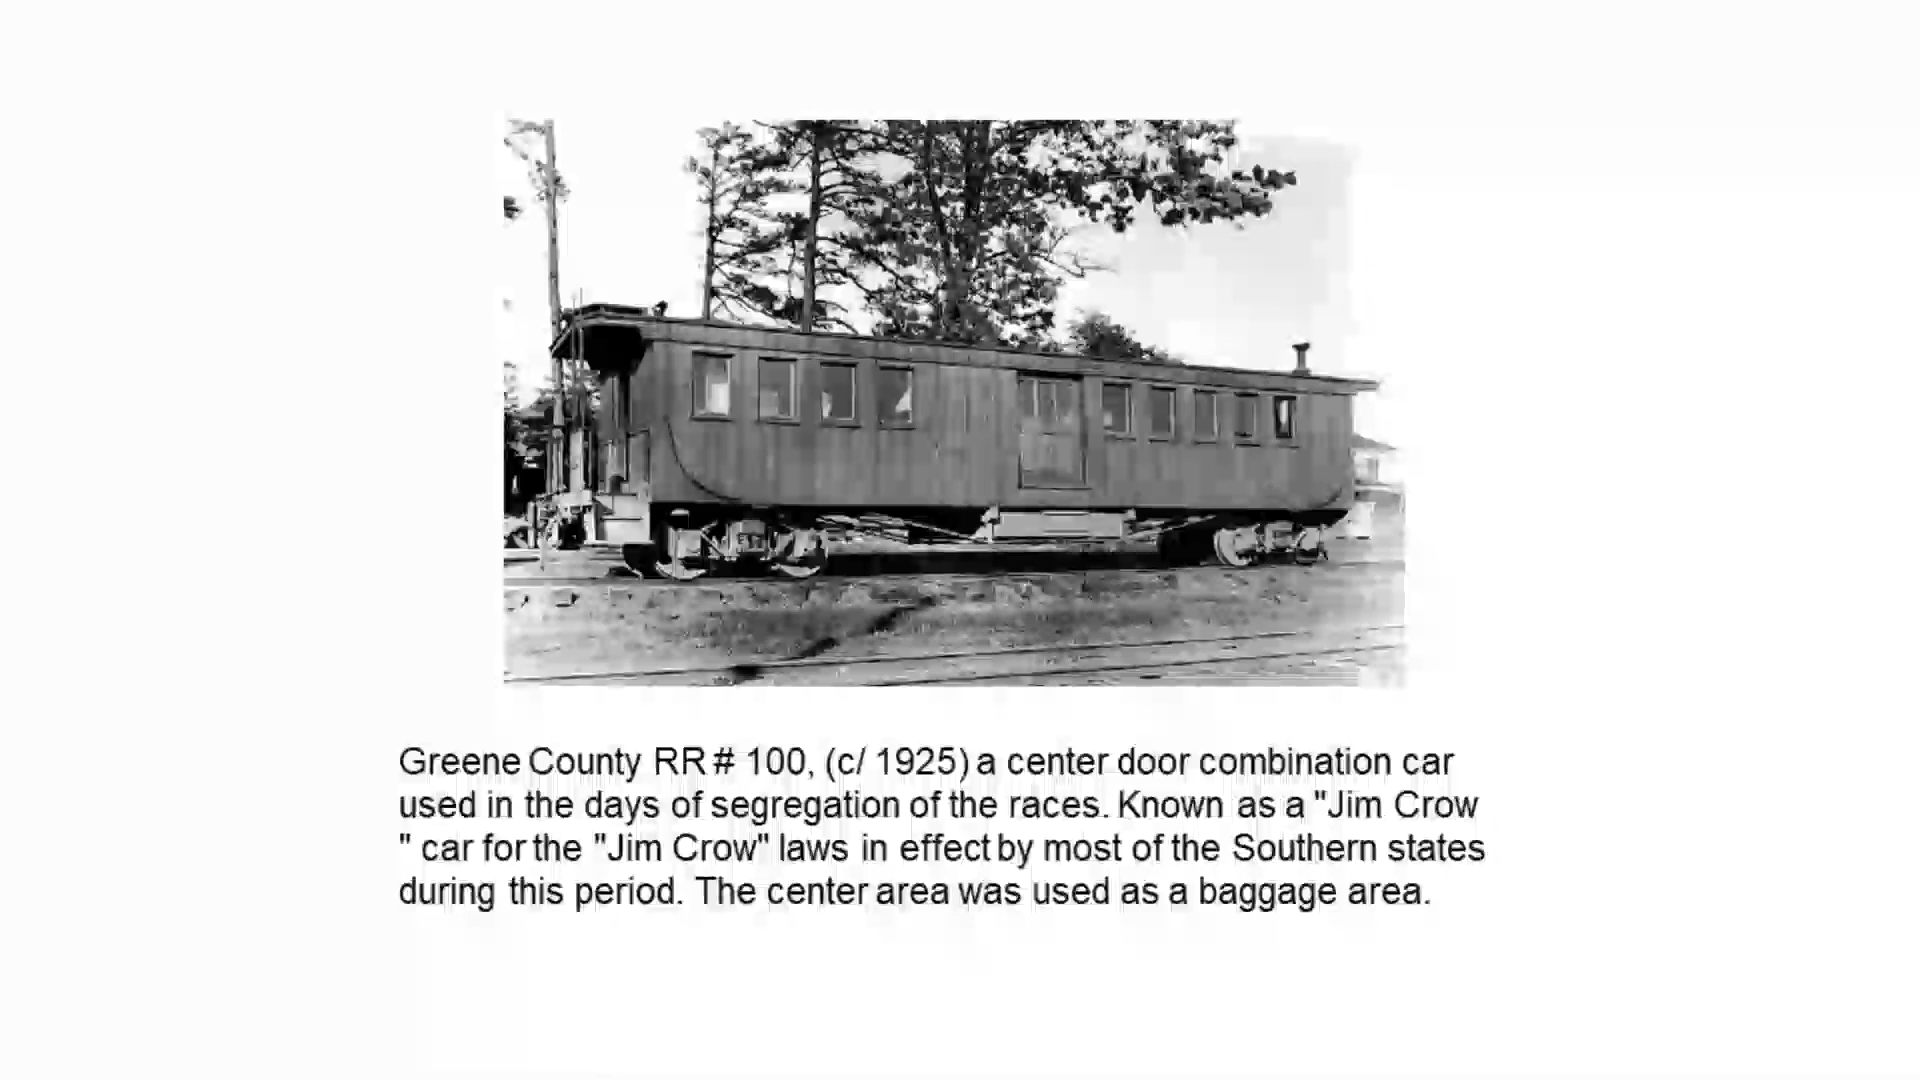 Greene County RR # 100, (c/ 1925) a center door combination car
used in the days of segregation of the races. Known as a "Jim Crow
" car for the "Jim Crow" laws in effect by most of the Southern states
during this period. The center area was used as a baggage area.